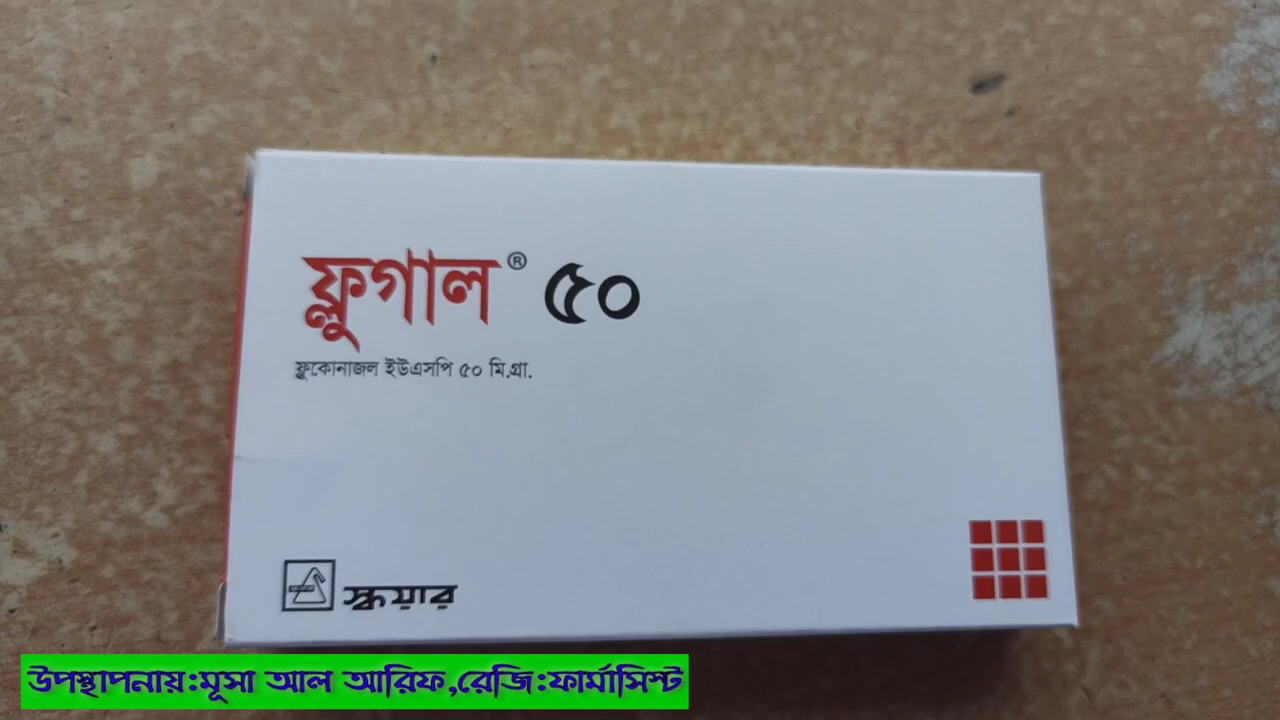 ফ্লুগাল® ৫০
ফ্লুকোনাজল ইউএসপি ৫০ মি.গ্রা.
স্কয়ার
উপস্থাপনায়:মূসা আল আরিফ,রেজি:ফার্মাসিস্ট